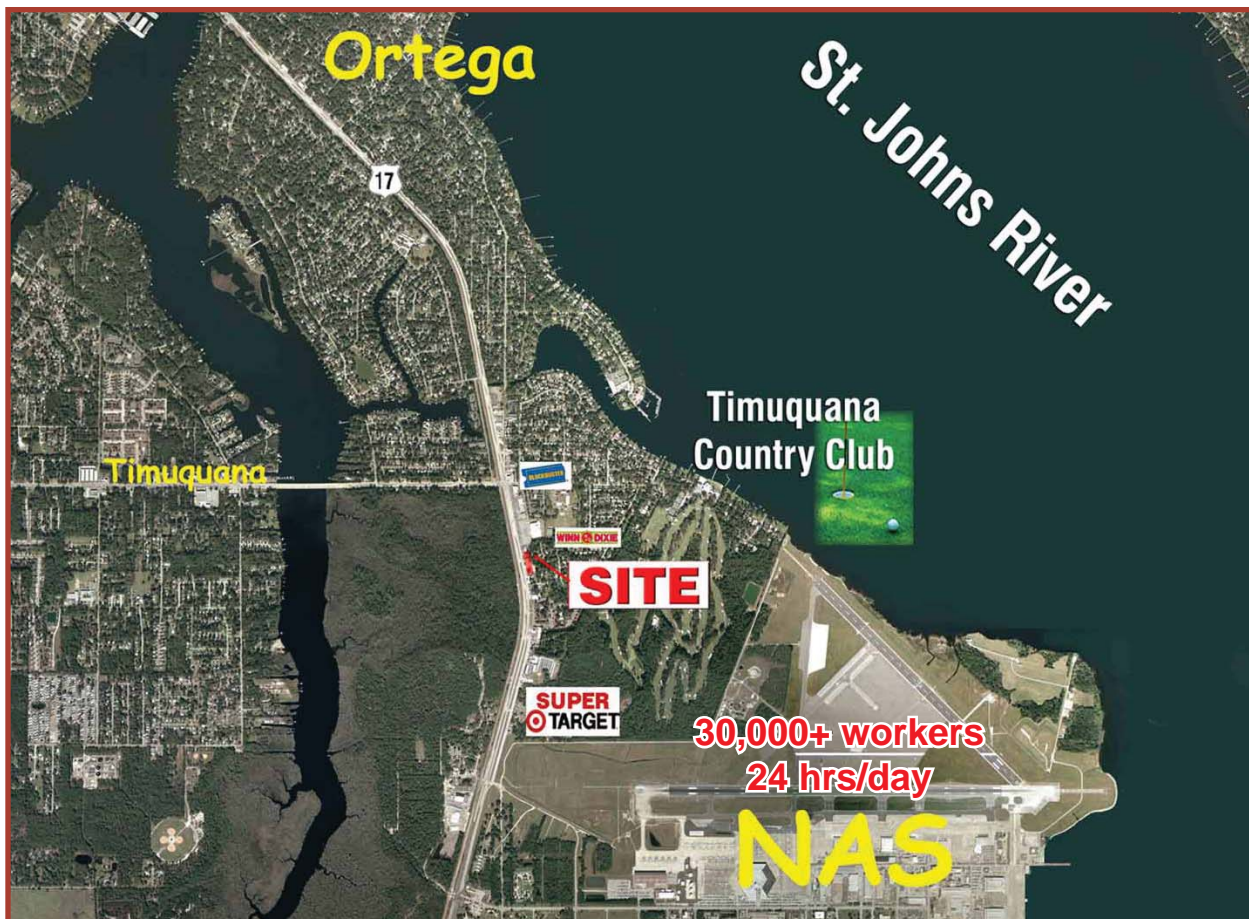 Ortega
St. Johns River
17
Timuquana
Country Club
Timuquana
BLOCKBUSTER
WINN DIXIE
SITE
SUPER
TARGET
30,000+ workers
24 hrs/day
NAS